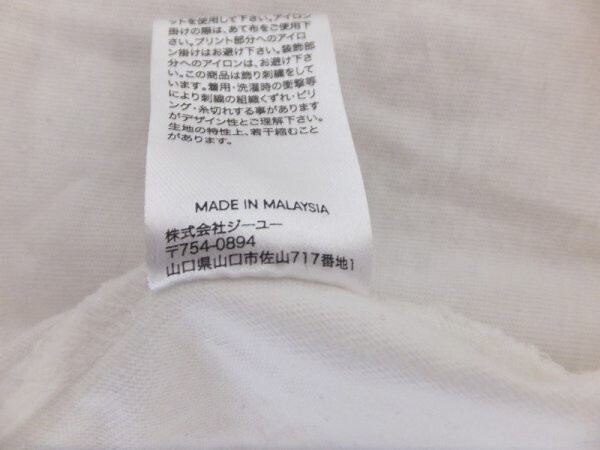 ットを使用して下さい。アイロン
掛けの際は、あて布をご使用下
さい。プリント部分へのアイロ
ン掛けはお避け下さい。装飾部
分へのアイロンは、お避け下さ
い。この商品は飾り刺繍をして
います。着用・洗濯時の衝撃等
により刺繍の組織くずれ・ピリ
ング・糸切れする事があります
がデザイン性とご理解下さい。
生地の特性上、若干縮むこと
があります。
MADE IN MALAYSIA
株式会社ジーユー
〒754-0894
山口県山口市佐山717番地1